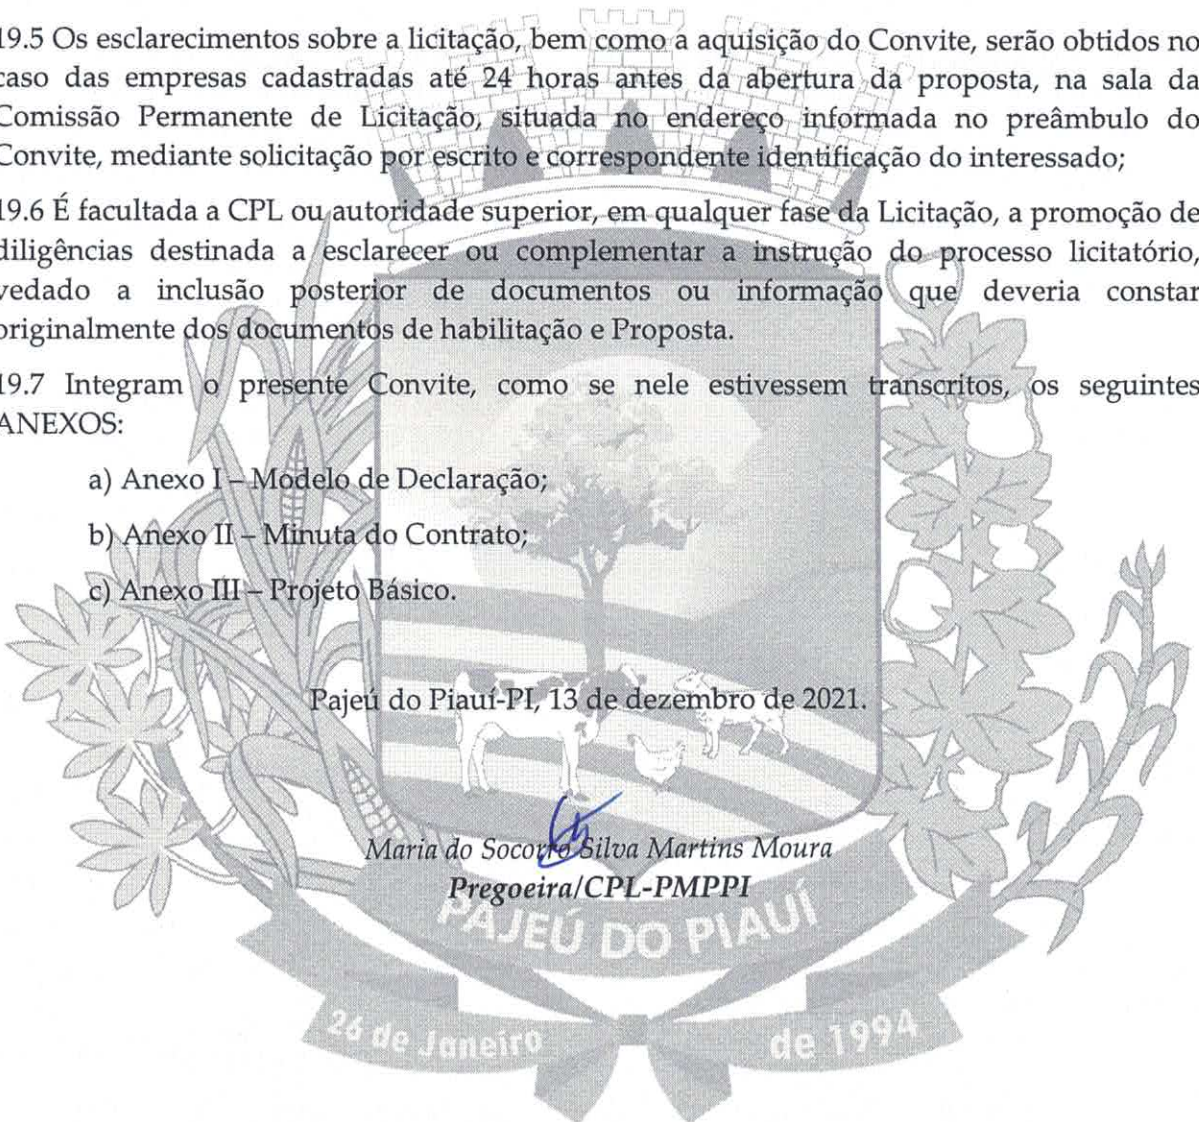 19.5 Os esclarecimentos sobre a licitação, bem como a aquisição do Convite, serão obtidos no
caso das empresas cadastradas até 24 horas antes da abertura da proposta, na sala da
Comissão Permanente de Licitação, situada no endereço informada no preâmbulo do
Convite, mediante solicitação por escrito e correspondente identificação do interessado;
19.6 É facultada a CPL ou autoridade superior, em qualquer fase da Licitação, a promoção de
diligências destinada a esclarecer ou complementar a instrução do processo licitatório,
vedado a inclusão posterior de documentos ou informação que deveria constar
originalmente dos documentos de habilitação e Proposta.
19.7 Integram o presente Convite, como se nele estivessem transcritos, os seguintes
ANEXOS:
a) Anexo I – Modelo de Declaração;
b) Anexo II – Minuta do Contrato;
c) Anexo III – Projeto Básico.
Pajeú do Piauí-PI, 13 de dezembro de 2021.
Maria do Socorro Silva Martins Moura
Pregoeira/CPL-PMPPI
PAJEÚ DO PIAUÍ
26 de Janeiro de 1994